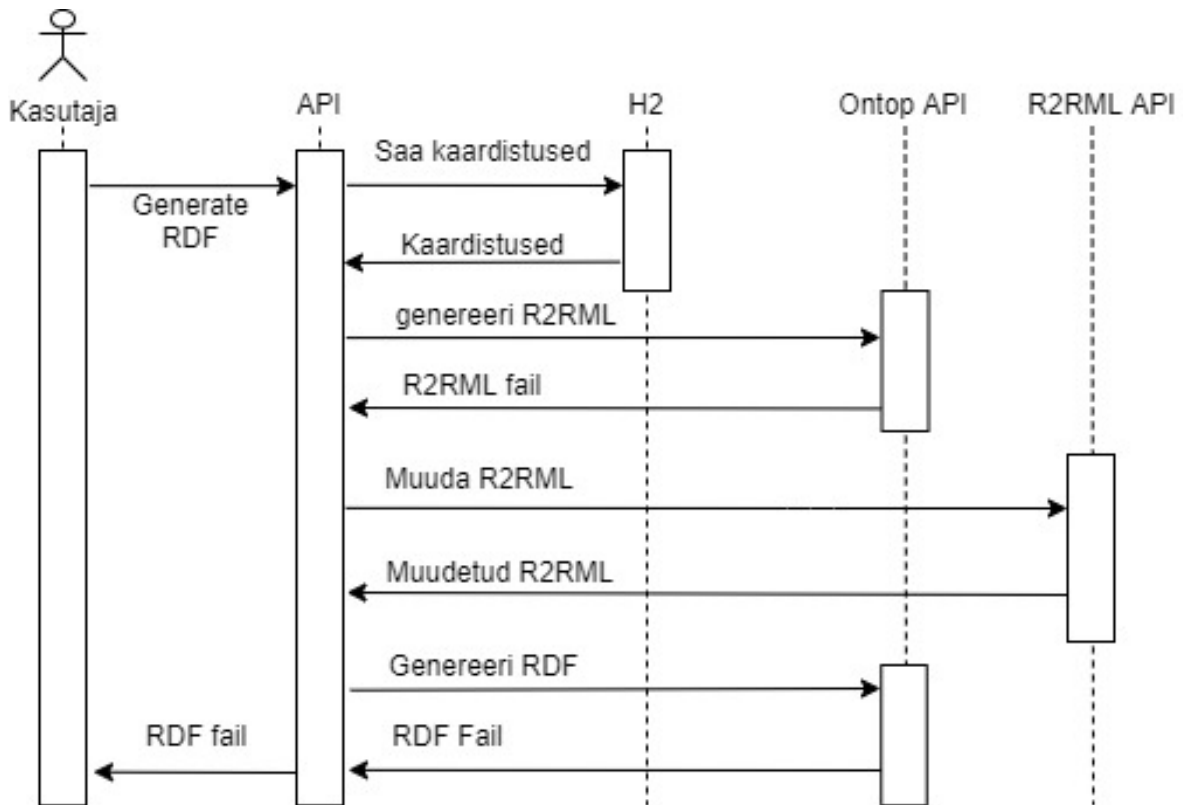 Kasutaja
API
H2
Ontop API
R2RML API
Saa kaardistused
Generate
RDF
Kaardistused
genereeri R2RML
R2RML fail
Muuda R2RML
Muudetud R2RML
Genereeri RDF
RDF fail
RDF Fail